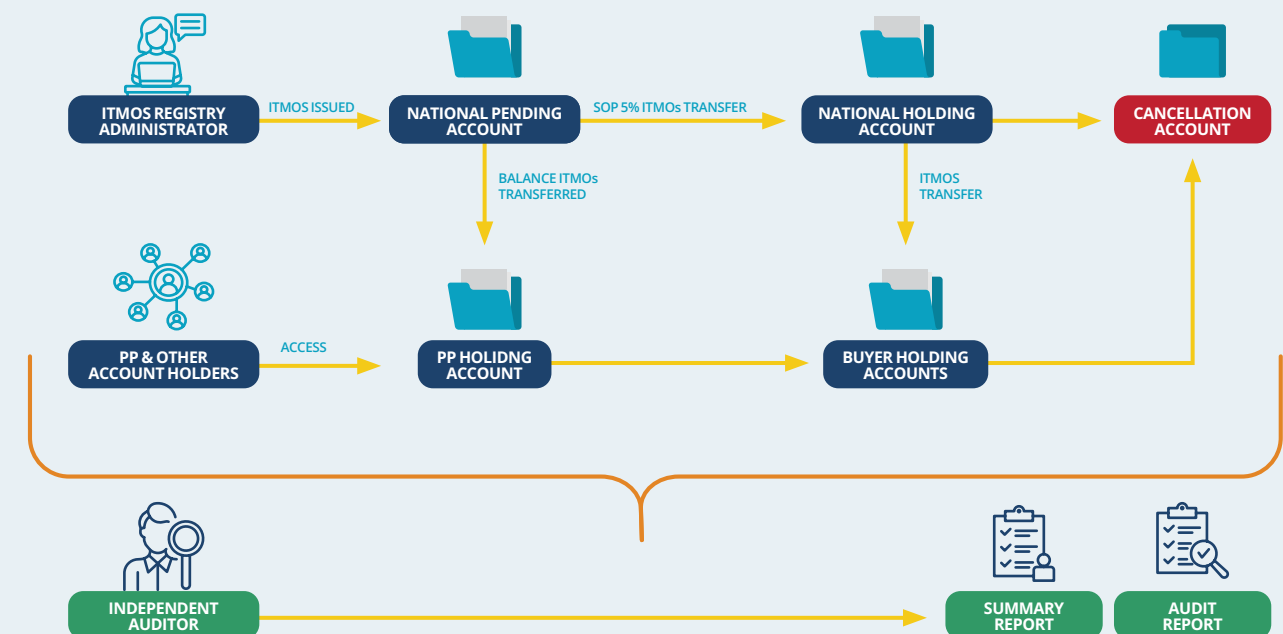 ITMOS REGISTRY
ADMINISTRATOR
ITMOS ISSUED
NATIONAL PENDING
ACCOUNT
SOP 5% ITMOs TRANSFER
NATIONAL HOLDING
ACCOUNT
CANCELLATION
ACCOUNT
BALANCE ITMOs
TRANSFERRED
ITMOS
TRANSFER
PP & OTHER
ACCOUNT HOLDERS
ACCESS
PP HOLIDNG
ACCOUNT
BUYER HOLDING
ACCOUNTS
INDEPENDENT
AUDITOR
SUMMARY
REPORT
AUDIT
REPORT